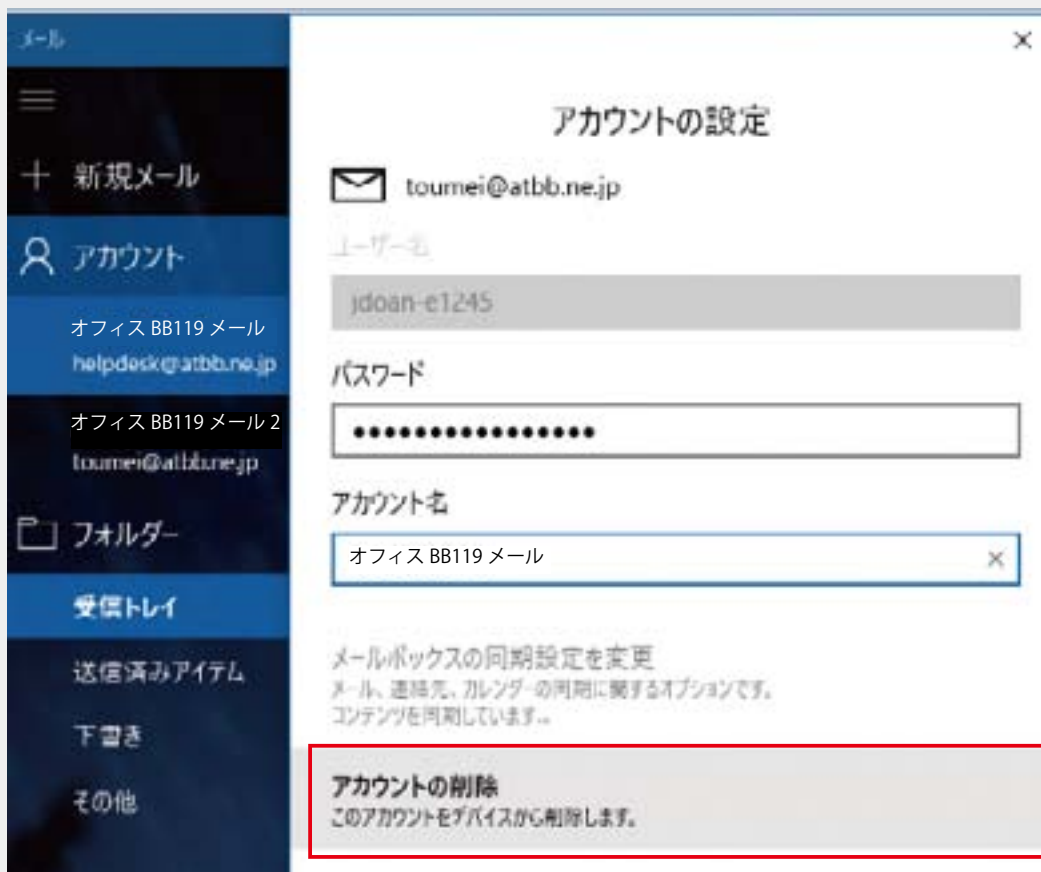 メール
新規メール
アカウント
オフィス BB119 メール
helpdesk@atbb.ne.jp
オフィス BB119 メール 2
toumei@atbb.ne.jp
フォルダー
受信トレイ
送信済みアイテム
下書き
その他
アカウントの設定
toumei@atbb.ne.jp
ユーザー名
jdoan-e1245
パスワード
••••••••••••••••
アカウント名
オフィス BB119 メール
メールボックスの同期設定を変更
メール、連絡先、カレンダーの同期に関するオプションです。
コンテンツを同期しています...
アカウントの削除
このアカウントをデバイスから削除します。